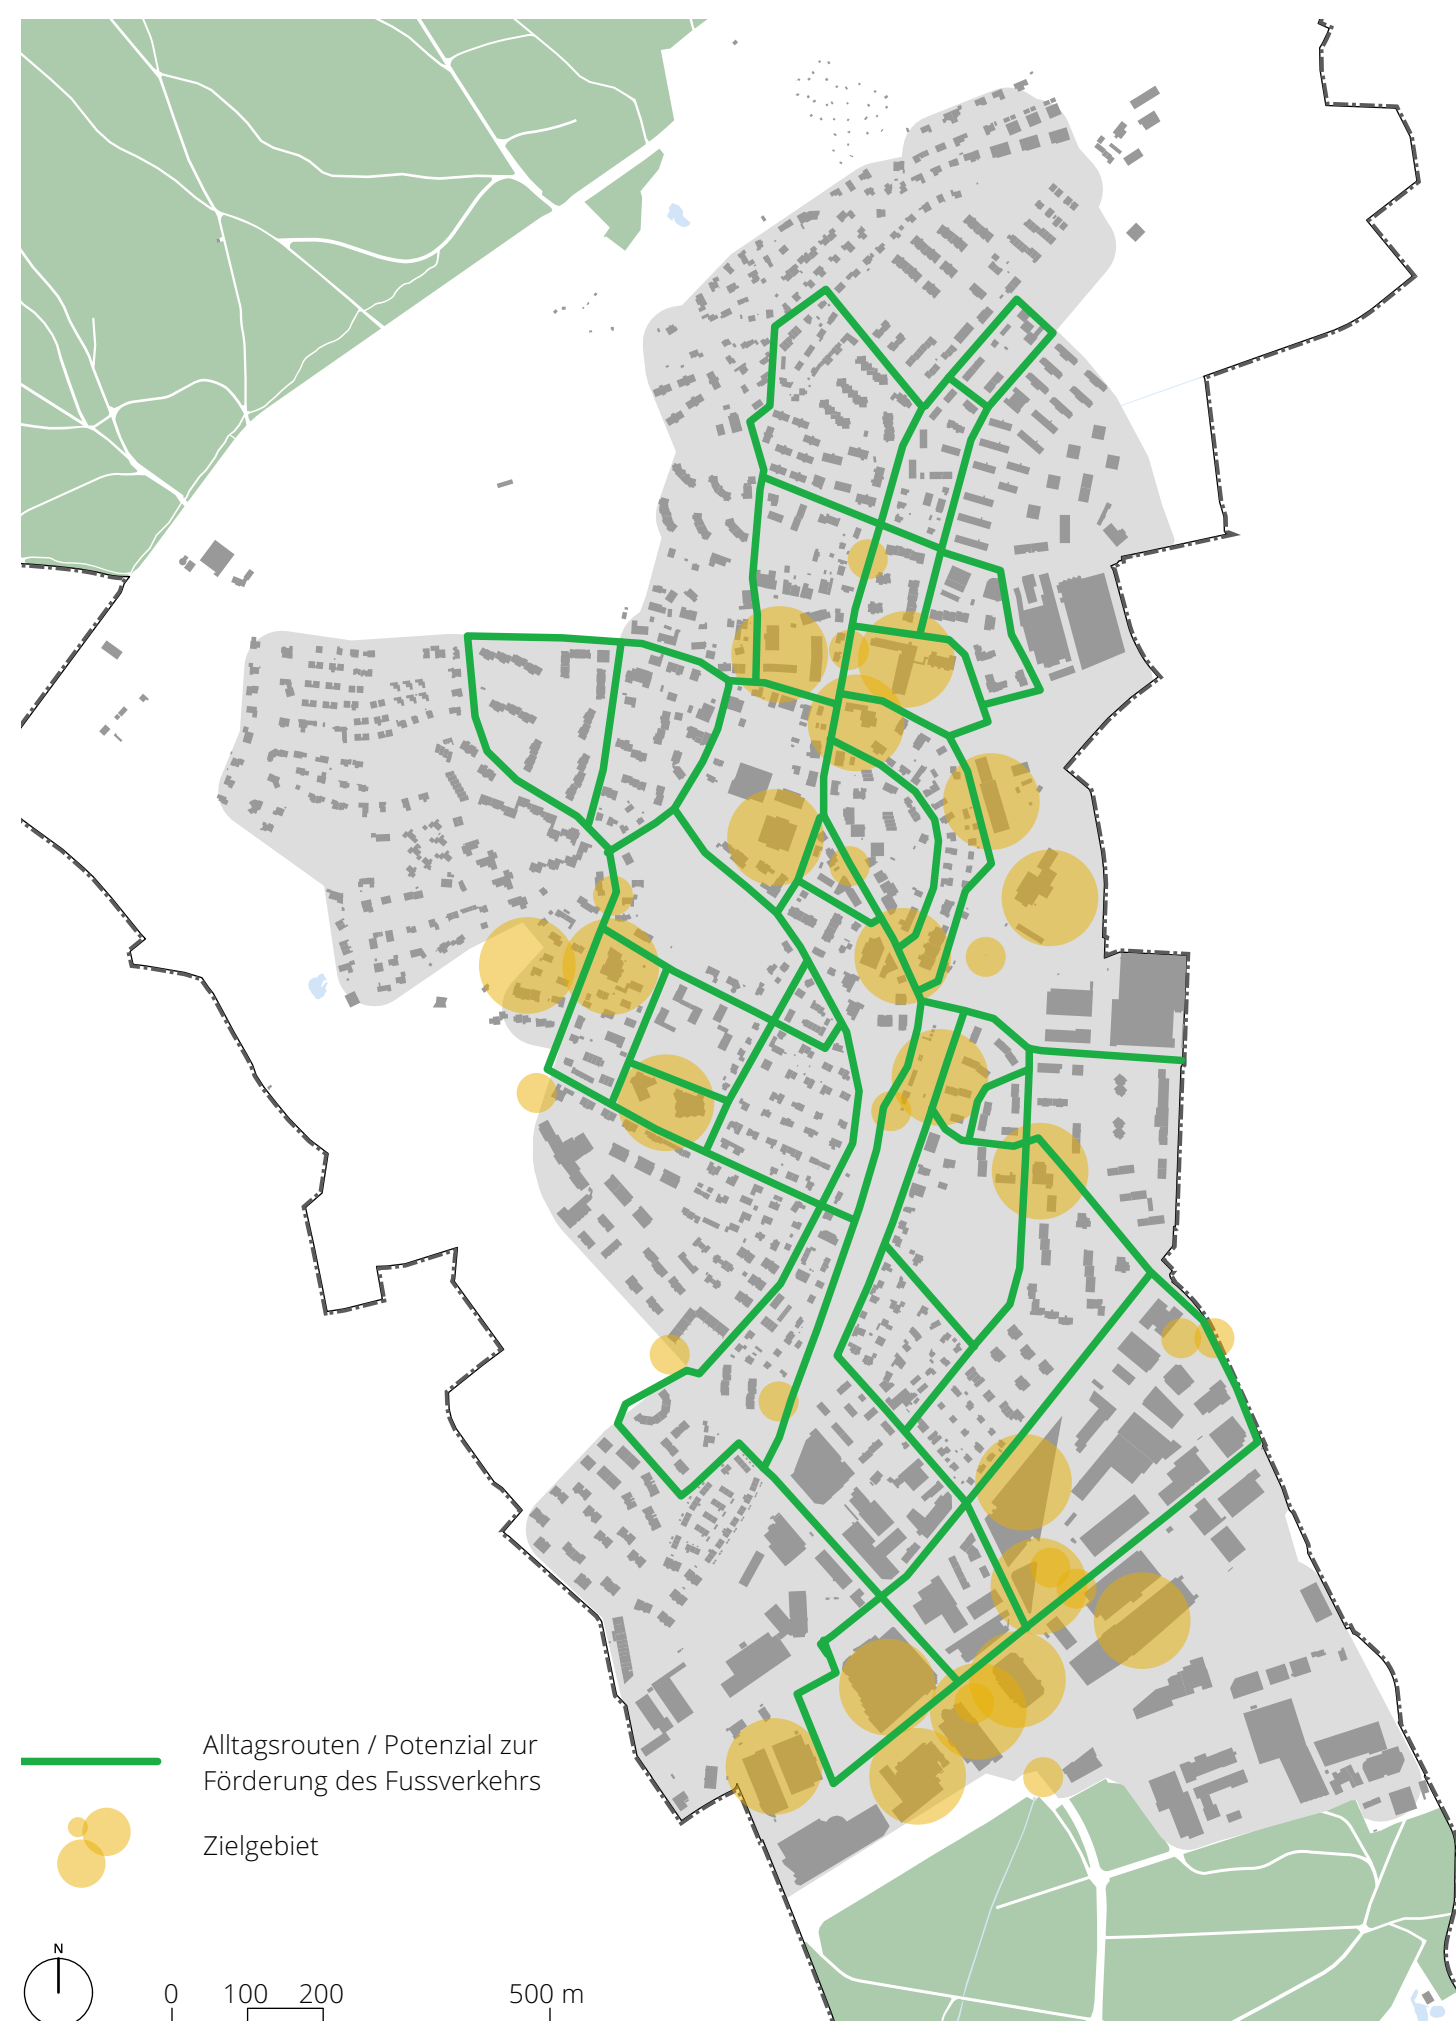 Alltagsrouten / Potenzial zur
Förderung des Fussverkehrs
Zielgebiet
N
0 100 200 500 m